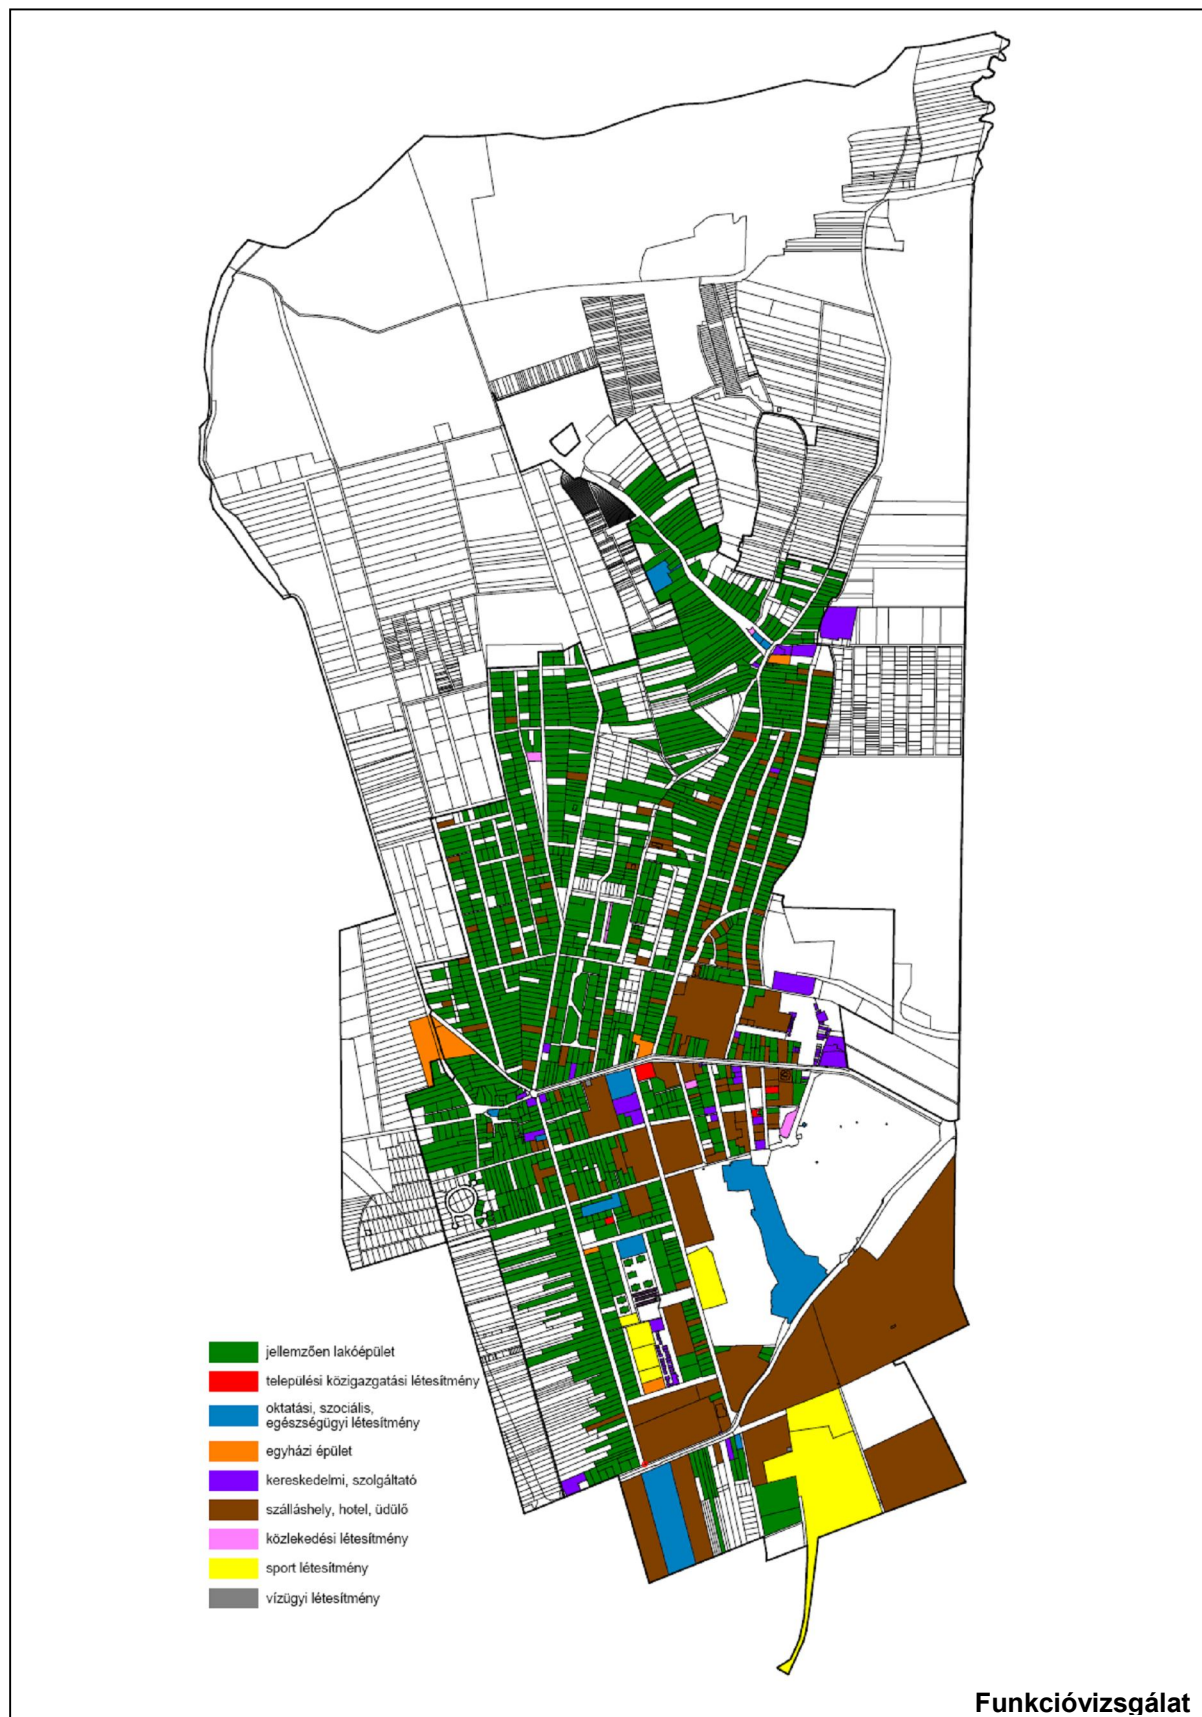 jellemzően lakóépület
települési közigazgatási létesítmény
oktatási, szociális,
egészségügyi létesítmény
egyházi épület
kereskedelmi, szolgáltató
szálláshely, hotel, üdülő
közlekedési létesítmény
sport létesítmény
vízügyi létesítmény
Funkcióvizsgálat